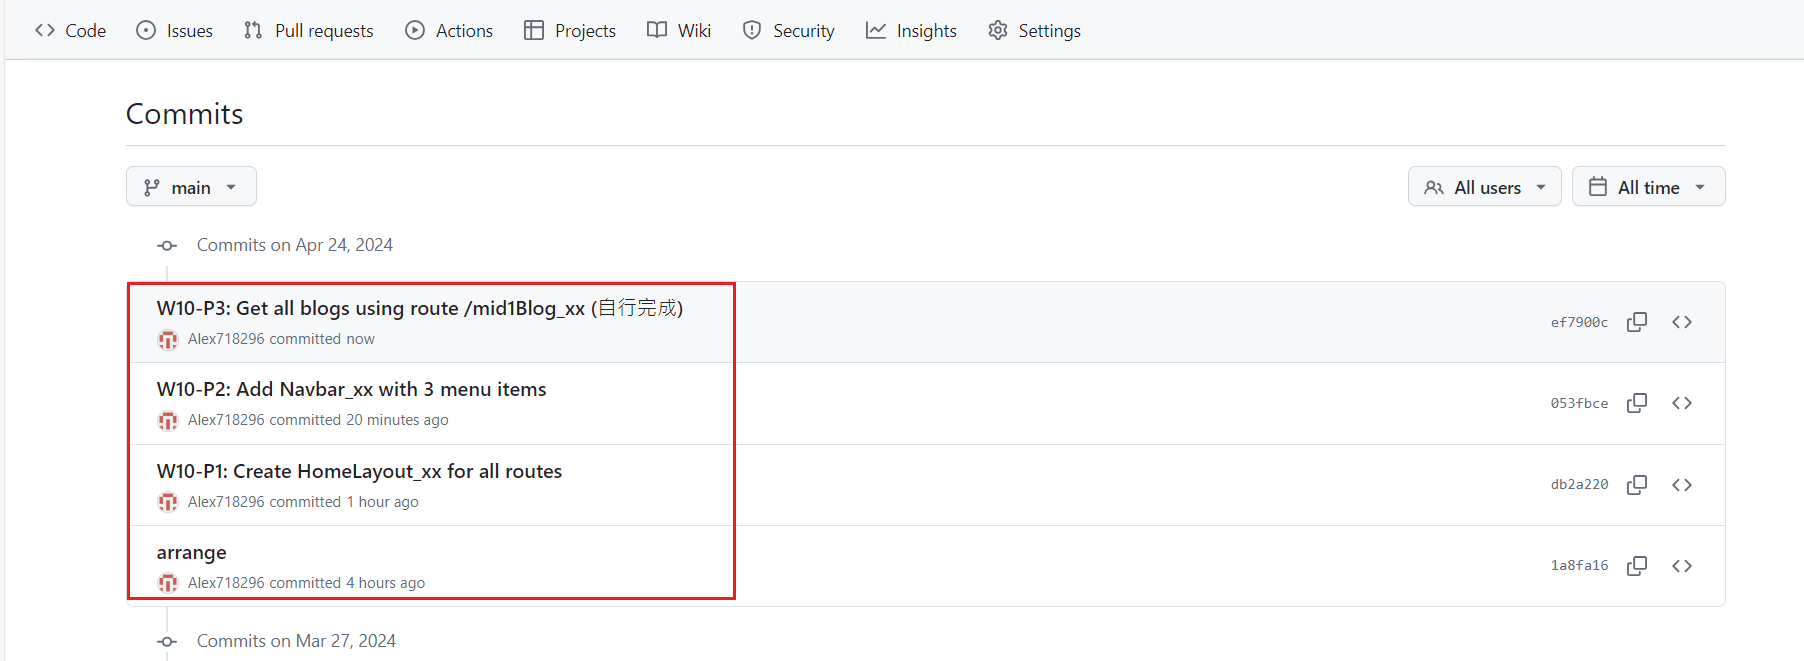 Code Issues Pull requests Actions Projects Wiki Security Insights Settings
Commits
main All users All time
Commits on Apr 24, 2024
W10-P3: Get all blogs using route /mid1Blog_xx (自行完成)
Alex718296 committed now
ef7900c
W10-P2: Add Navbar_xx with 3 menu items
Alex718296 committed 20 minutes ago
053fbce
W10-P1: Create HomeLayout_xx for all routes
Alex718296 committed 1 hour ago
db2a220
arrange
Alex718296 committed 4 hours ago
1a8fa16
Commits on Mar 27, 2024